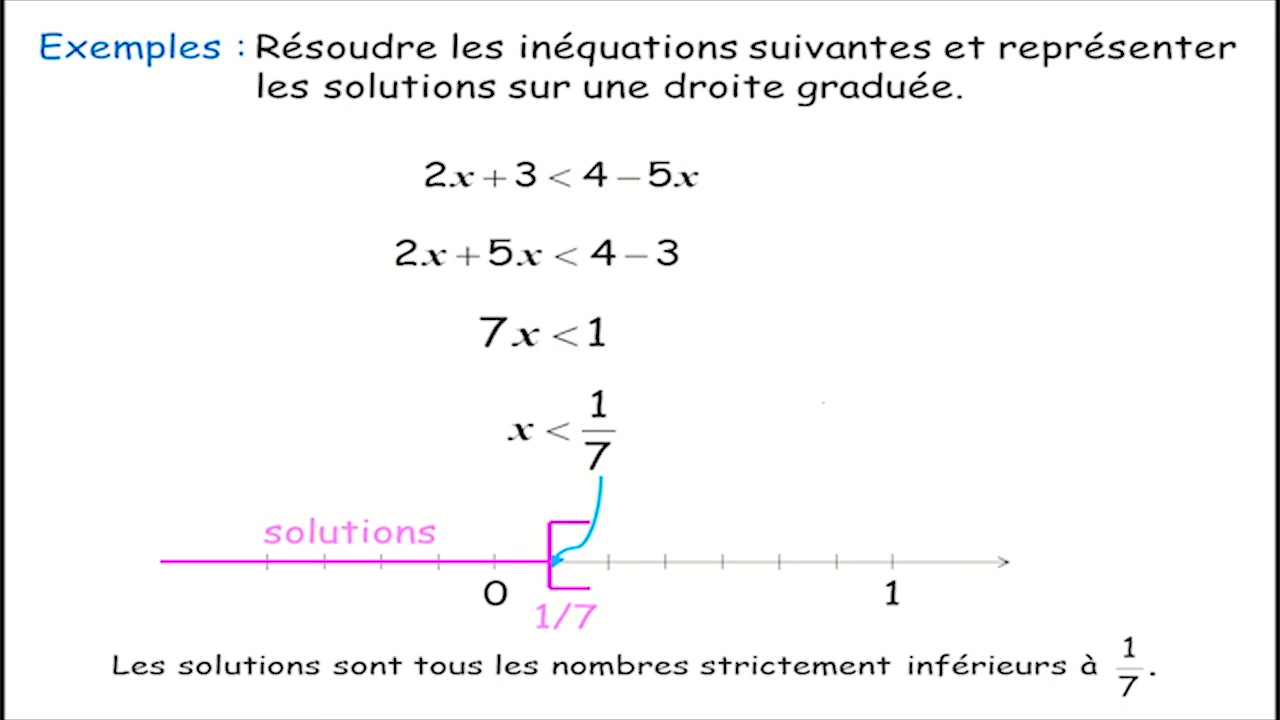 Exemples : Résoudre les inéquations suivantes et représenter
les solutions sur une droite graduée.
2x + 3 < 4 − 5x
2x + 5x < 4 − 3
7x < 1
x < 1/7
solutions
0 1
1/7
Les solutions sont tous les nombres strictement inférieurs à 1/7.